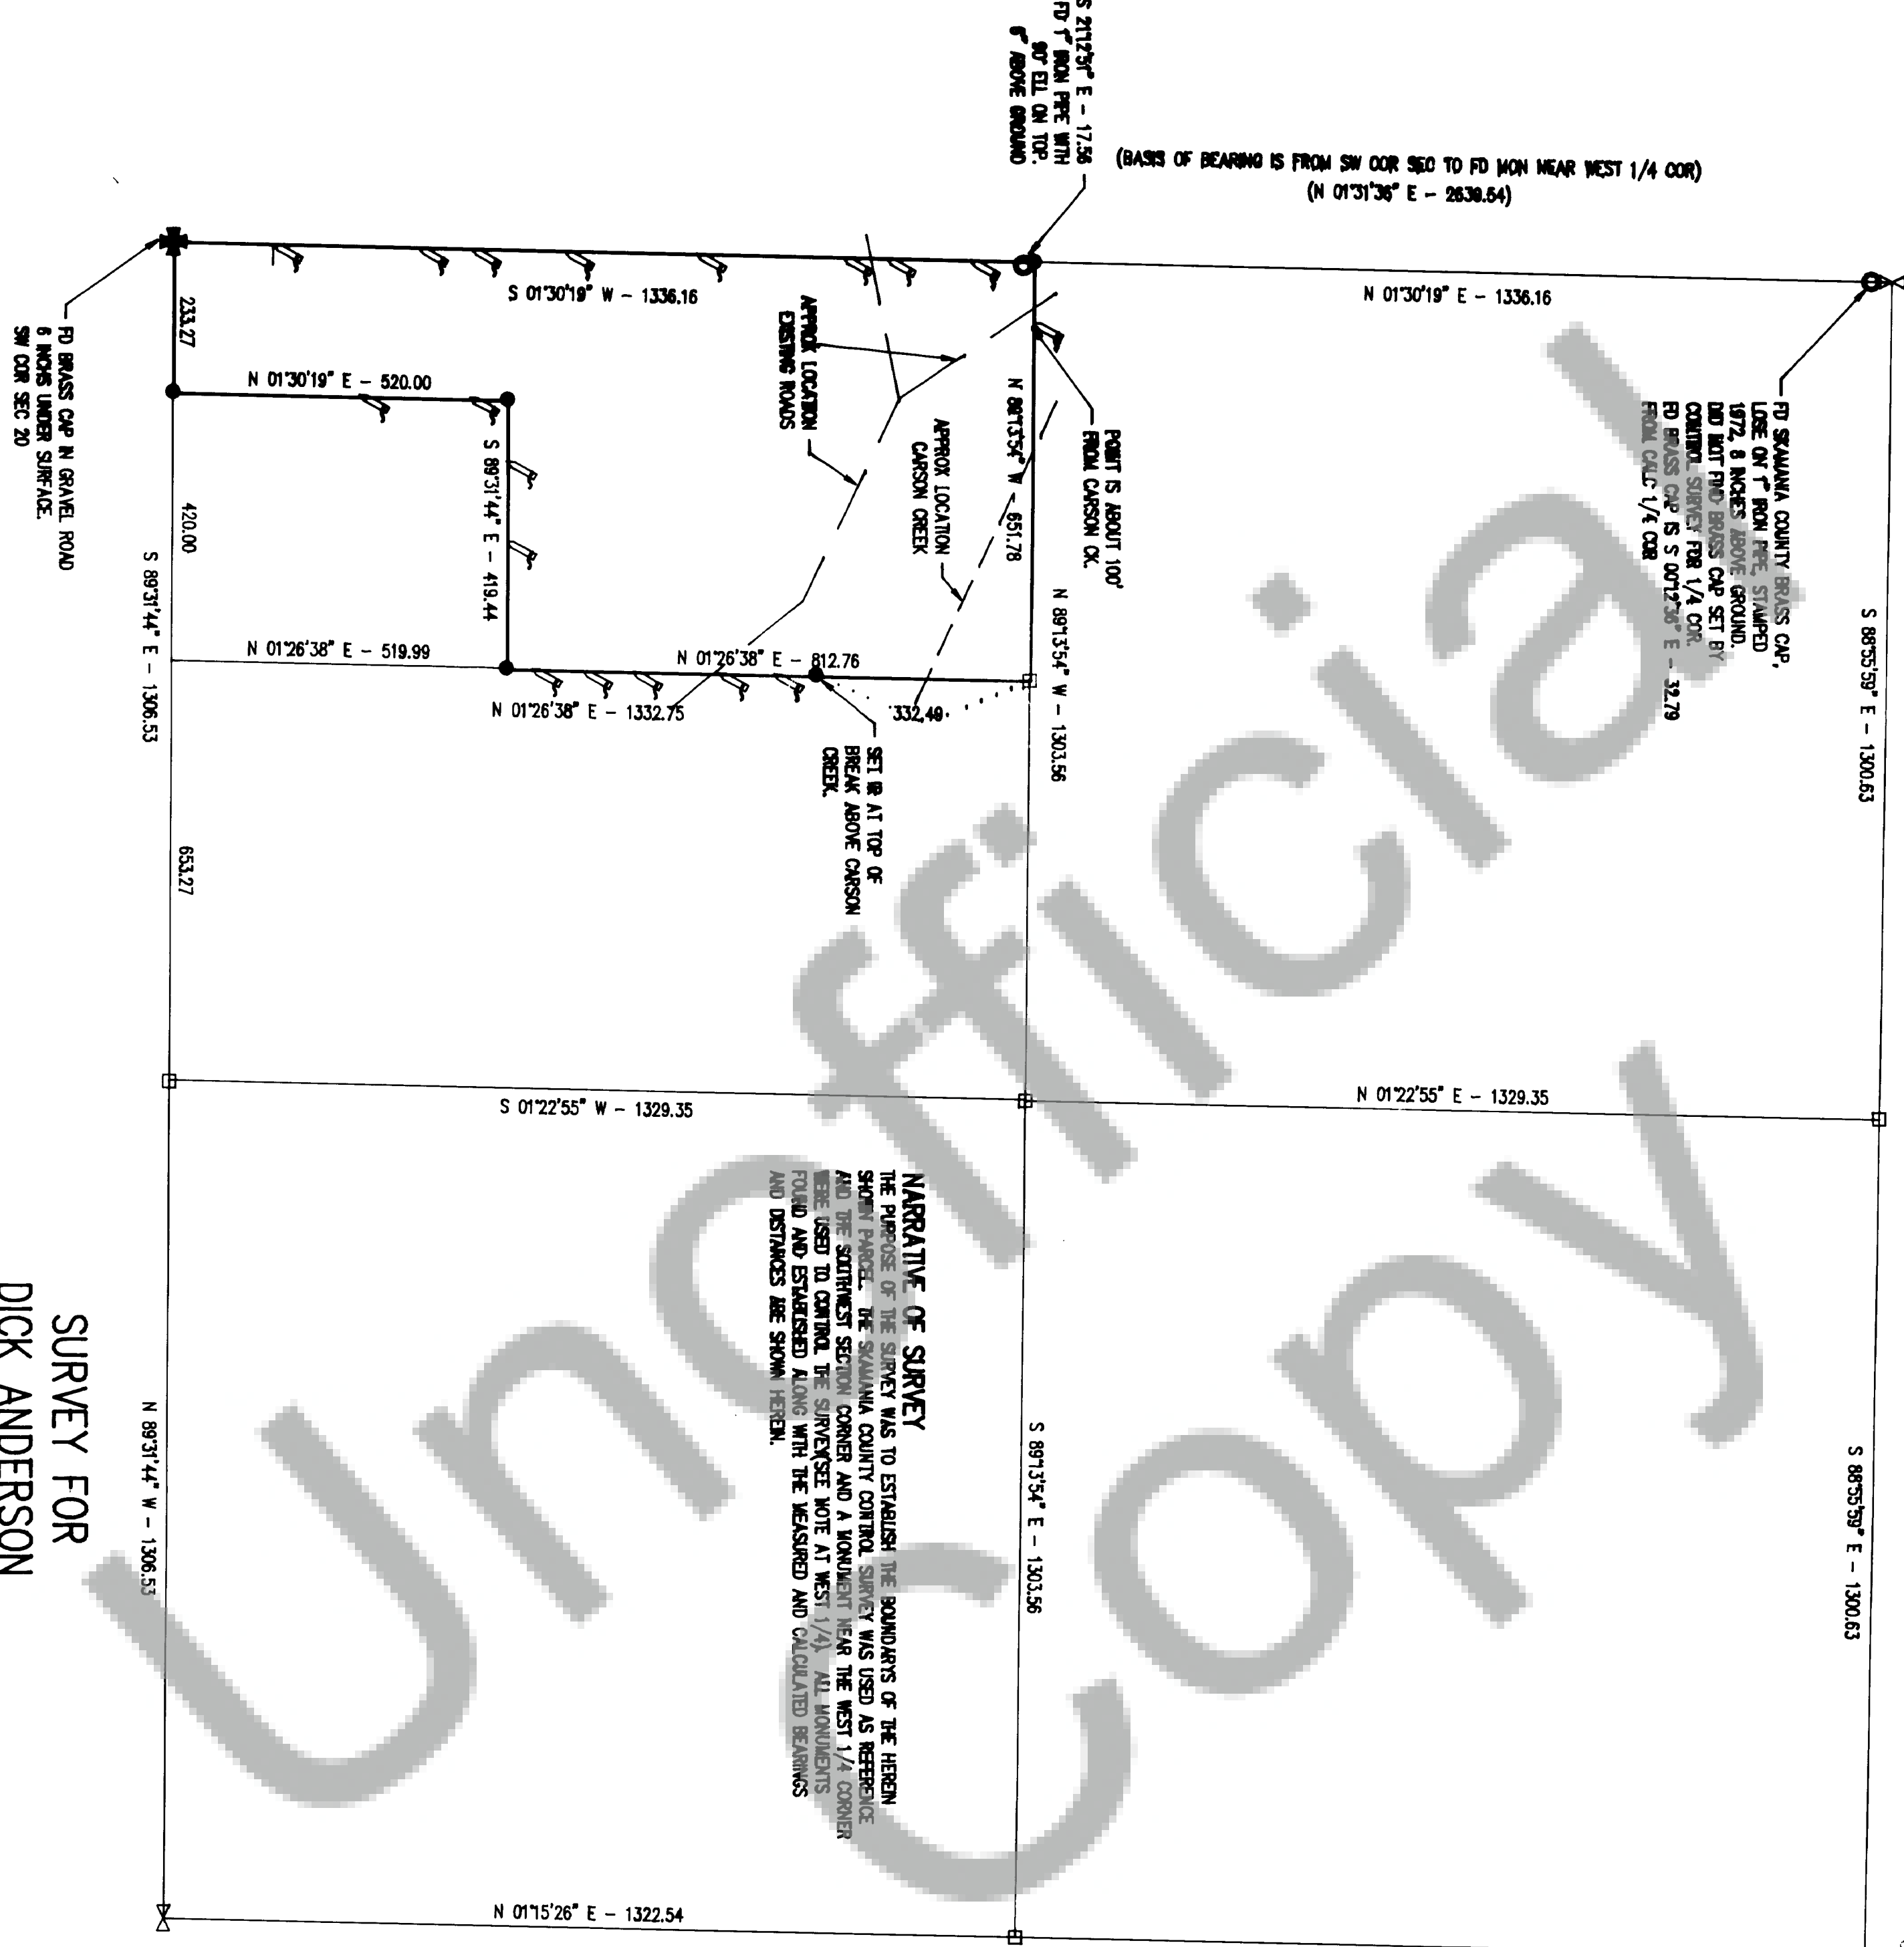 (BASIS OF BEARING IS FROM SW COR SEC TO FD MON NEAR WEST 1/4 COR)
(N 01°31'36" E - 2639.54)
S 21°12'51" E - 17.56
FD 1" IRON PIPE WITH
90° ELL ON TOP.
6" ABOVE GROUND
S 88°55'59" E - 1300.63
S 88°55'59" E - 1300.63
FD SKAMANIA COUNTY BRASS CAP,
LOSE ON 1" IRON PIPE, STAMPED
1972, 8 INCHES ABOVE GROUND.
DID NOT FIND BRASS CAP SET BY
CONTROL SURVEY FOR 1/4 COR.
FD BRASS CAP IS S 00°12'36" E - 32.79
FROM CALC 1/4 COR
N 01°30'19" E - 1336.16
N 01°22'55" E - 1329.35
POINT IS ABOUT 100'
FROM CARSON CK.
N 89°13'54" W - 1303.56
S 89°13'54" E - 1303.56
N 89°13'54" W - 651.78
APPROX LOCATION
CARSON CREEK
APPROX LOCATION
EXISTING ROADS
S 01°30'19" W - 1336.16
332.49
N 01°26'38" E - 812.76
N 01°26'38" E - 1332.75
SET IR AT TOP OF
BREAK ABOVE CARSON
CREEK.
NARRATIVE OF SURVEY
THE PURPOSE OF THE SURVEY WAS TO ESTABLISH THE BOUNDARYS OF THE HEREIN
SHOWN PARCEL. THE SKAMANIA COUNTY CONTROL SURVEY WAS USED AS REFERENCE
AND THE SOUTHWEST SECTION CORNER AND A MONUMENT NEAR THE WEST 1/4 CORNER
WERE USED TO CONTROL THE SURVEY(SEE NOTE AT WEST 1/4). ALL MONUMENTS
FOUND AND ESTABLISHED ALONG WITH THE MEASURED AND CALCULATED BEARINGS
AND DISTANCES ARE SHOWN HEREIN.
S 01°22'55" W - 1329.35
N 01°15'26" E - 1322.54
S 89°31'44" E - 419.44
N 01°30'19" E - 520.00
N 01°26'38" E - 519.99
233.27
420.00
653.27
S 89°31'44" E - 1306.53
N 89°31'44" W - 1306.53
FD BRASS CAP IN GRAVEL ROAD
6 INCHS UNDER SURFACE.
SW COR SEC 20
SURVEY FOR
DICK ANDERSON
Unofficial
Copy